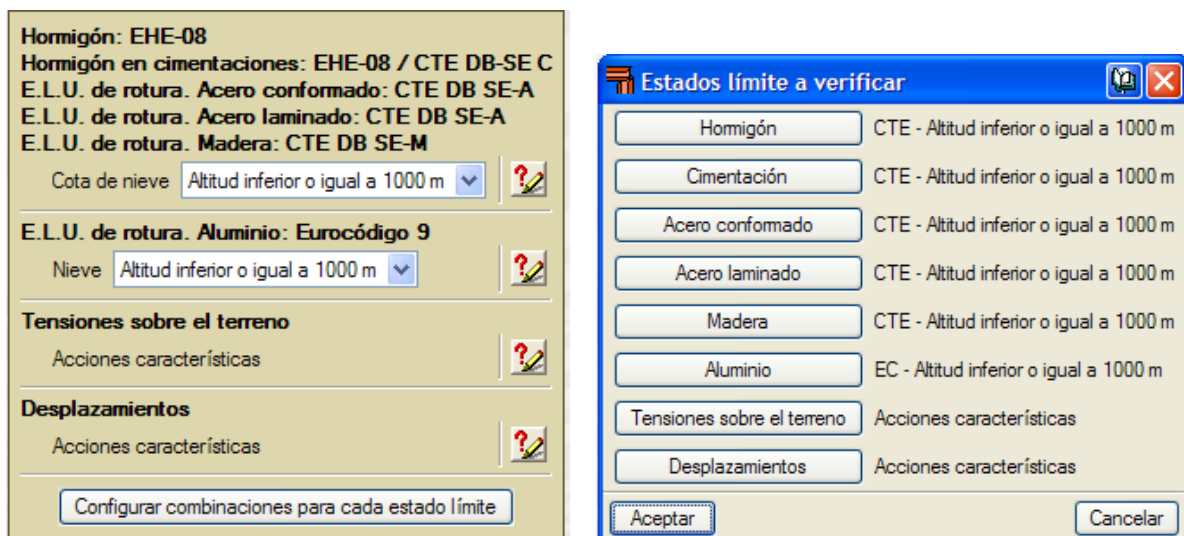 Hormigón: EHE-08
Hormigón en cimentaciones: EHE-08 / CTE DB-SE C
E.L.U. de rotura. Acero conformado: CTE DB SE-A
E.L.U. de rotura. Acero laminado: CTE DB SE-A
E.L.U. de rotura. Madera: CTE DB SE-M
Cota de nieve Altitud inferior o igual a 1000 m
E.L.U. de rotura. Aluminio: Eurocódigo 9
Nieve Altitud inferior o igual a 1000 m
Tensiones sobre el terreno
Acciones características
Desplazamientos
Acciones características
Configurar combinaciones para cada estado límite
Estados límite a verificar
Hormigón CTE - Altitud inferior o igual a 1000 m
Cimentación CTE - Altitud inferior o igual a 1000 m
Acero conformado CTE - Altitud inferior o igual a 1000 m
Acero laminado CTE - Altitud inferior o igual a 1000 m
Madera CTE - Altitud inferior o igual a 1000 m
Aluminio EC - Altitud inferior o igual a 1000 m
Tensiones sobre el terreno Acciones características
Desplazamientos Acciones características
Aceptar Cancelar